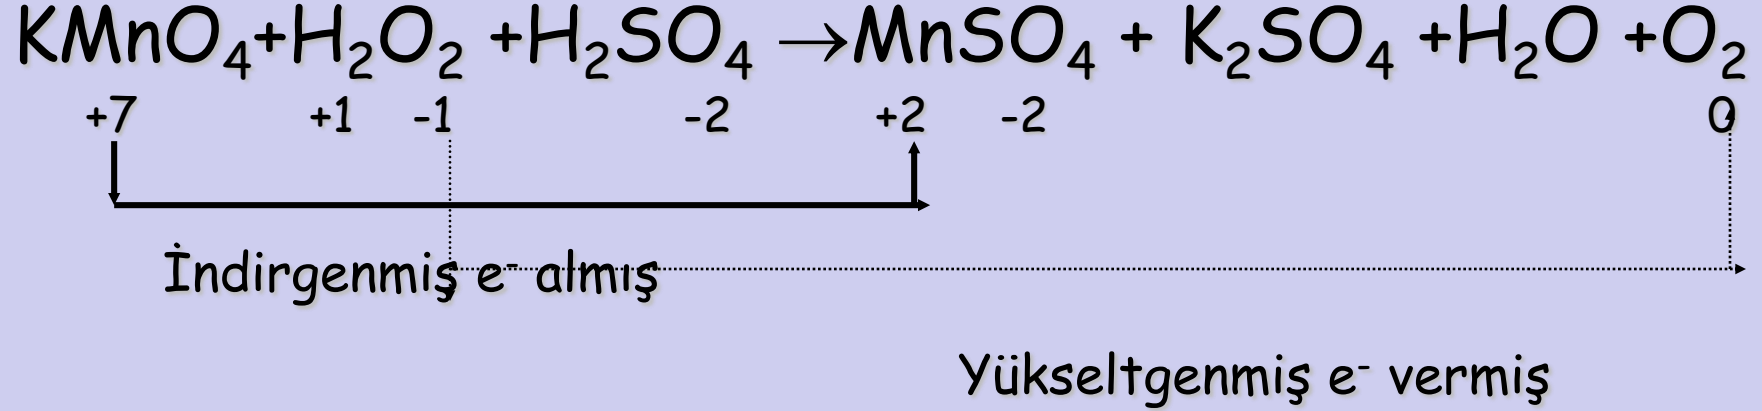 KMnO₄+H₂O₂ +H₂SO₄ →MnSO₄ + K₂SO₄ +H₂O +O₂
+7 +1 -1 -2 +2 -2 0
İndirgenmiş e⁻ almış
Yükseltgenmiş e⁻ vermiş